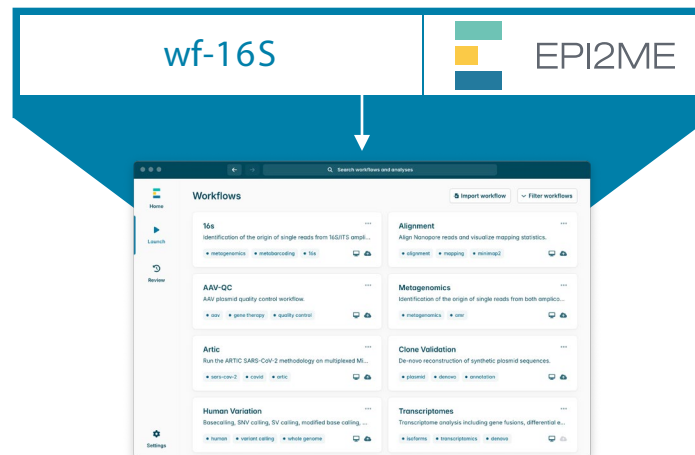 wf-16S
EPI2ME
Search workflows and analyses
Home
Launch
Review
Settings
Workflows
Import workflow
Filter workflows
16s
Identification of the origin of single reads from 16S/ITS ampli...
metagenomics metabarcoding 16s
Alignment
Align Nanopore reads and visualize mapping statistics.
alignment mapping minimap2
AAV-QC
AAV plasmid quality control workflow.
aav gene therapy quality control
Metagenomics
Identification of the origin of single reads from both amplico...
metagenomics amr
Artic
Run the ARTIC SARS-CoV-2 methodology on multiplexed Mi...
sars-cov-2 covid artic
Clone Validation
De-novo reconstruction of synthetic plasmid sequences.
plasmid denovo annotation
Human Variation
Basecalling, SNV calling, SV calling, modified base calling, ...
human variant calling whole genome
Transcriptomes
Transcriptome analysis including gene fusions, differential e...
isoforms transcriptomics denovo